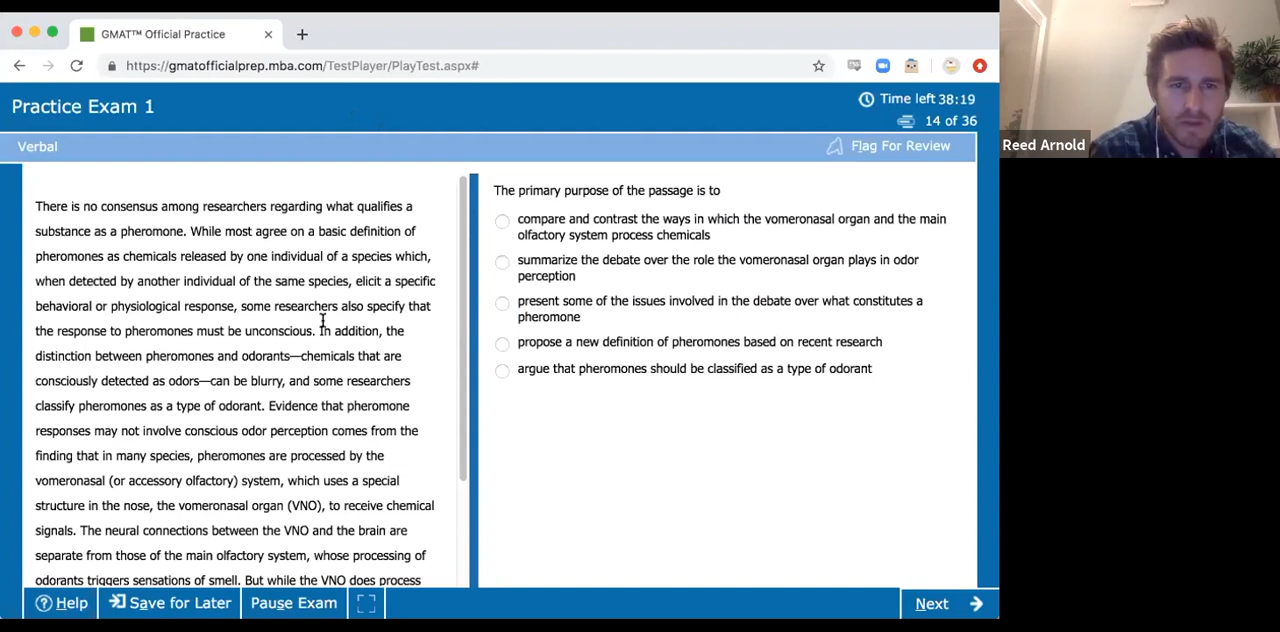 GMAT™ Official Practice
https://gmatofficialprep.mba.com/TestPlayer/PlayTest.aspx#
Practice Exam 1
Time left 38:19
14 of 36
Verbal
Flag For Review
There is no consensus among researchers regarding what qualifies a
substance as a pheromone. While most agree on a basic definition of
pheromones as chemicals released by one individual of a species which,
when detected by another individual of the same species, elicit a specific
behavioral or physiological response, some researchers also specify that
the response to pheromones must be unconscious. In addition, the
distinction between pheromones and odorants—chemicals that are
consciously detected as odors—can be blurry, and some researchers
classify pheromones as a type of odorant. Evidence that pheromone
responses may not involve conscious odor perception comes from the
finding that in many species, pheromones are processed by the
vomeronasal (or accessory olfactory) system, which uses a special
structure in the nose, the vomeronasal organ (VNO), to receive chemical
signals. The neural connections between the VNO and the brain are
separate from those of the main olfactory system, whose processing of
odorants triggers sensations of smell. But while the VNO does process
The primary purpose of the passage is to
compare and contrast the ways in which the vomeronasal organ and the main
olfactory system process chemicals
summarize the debate over the role the vomeronasal organ plays in odor
perception
present some of the issues involved in the debate over what constitutes a
pheromone
propose a new definition of pheromones based on recent research
argue that pheromones should be classified as a type of odorant
Help
Save for Later
Pause Exam
Next
Reed Arnold